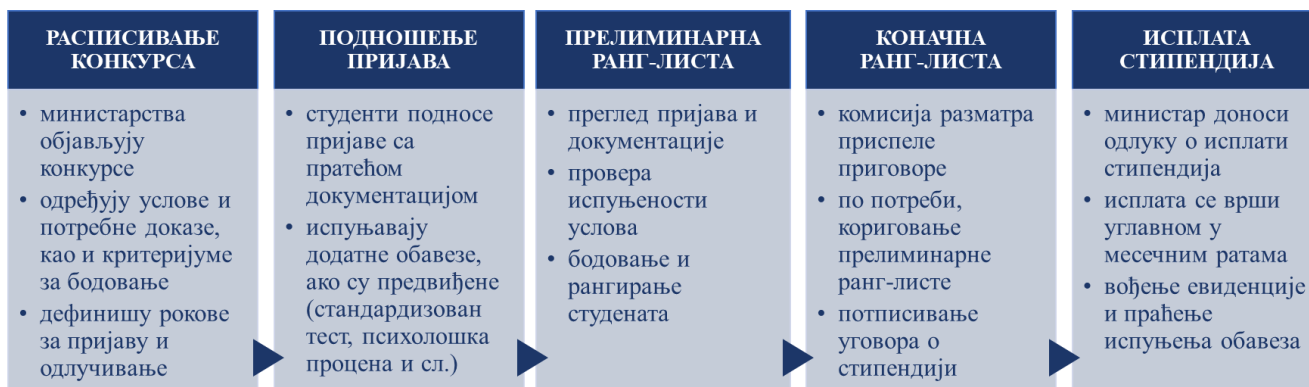 РАСПИСИВАЊЕ
КОНКУРСА
• министарства
објављују
конкурсе
• одређују услове и
потребне доказе,
као и критеријуме
за бодовање
• дефинишу рокове
за пријаву и
одлучивање
ПОДНОШЕЊЕ
ПРИЈАВА
• студенти подносе
пријаве са
пратећом
документацијом
• испуњавају
додатне обавезе,
ако су предвиђене
(стандардизован
тест, психолошка
процена и сл.)
ПРЕЛИМИНАРНА
РАНГ-ЛИСТА
• преглед пријава и
документације
• провера
испуњености
услова
• бодовање и
рангирање
студената
КОНАЧНА
РАНГ-ЛИСТА
• комисија разматра
приспеле
приговоре
• по потреби,
кориговање
прелиминарне
ранг-листе
• потписивање
уговора о
стипендији
ИСПЛАТА
СТИПЕНДИЈА
• министар доноси
одлуку о исплати
стипендија
• исплата се врши
углавном у
месечним ратама
• вођење евиденције
и праћење
испуњења обавеза